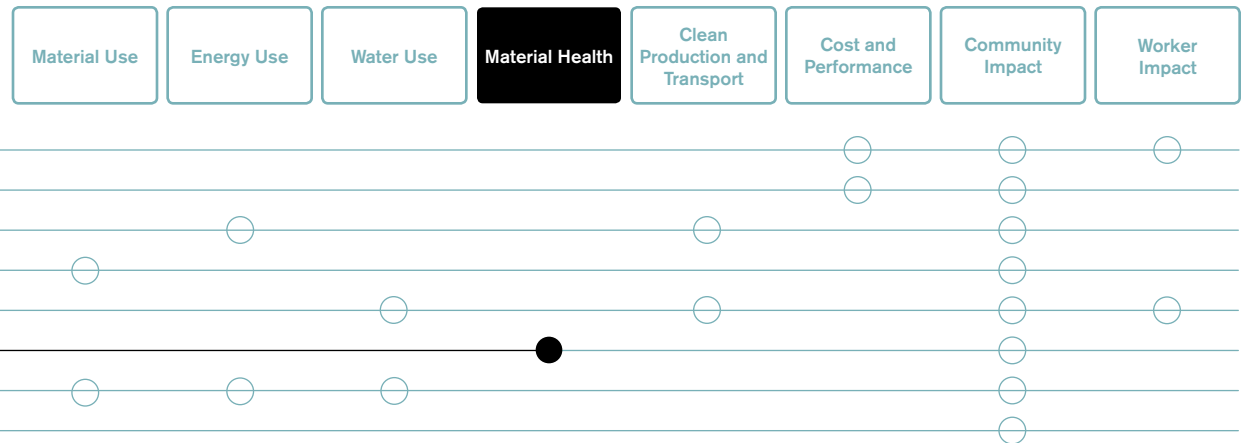 Material Use
Energy Use
Water Use
Material Health
Clean
Production and
Transport
Cost and
Performance
Community
Impact
Worker
Impact